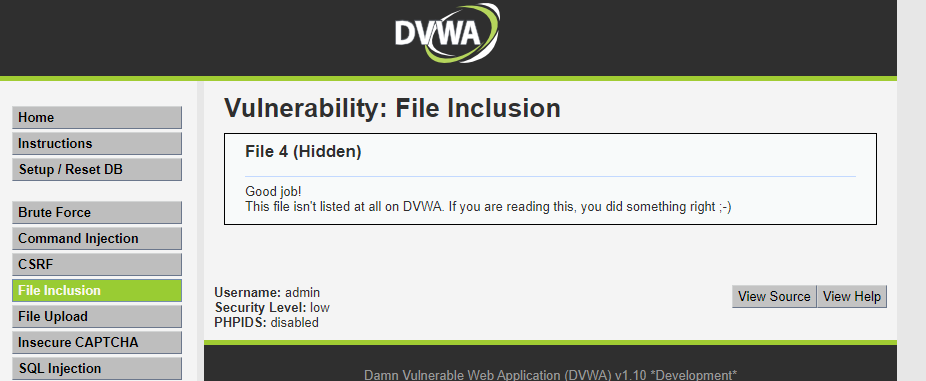 DVWA
Home
Instructions
Setup / Reset DB
Brute Force
Command Injection
CSRF
File Inclusion
File Upload
Insecure CAPTCHA
SQL Injection
Vulnerability: File Inclusion
File 4 (Hidden)
Good job!
This file isn't listed at all on DVWA. If you are reading this, you did something right ;-)
Username: admin
Security Level: low
PHPIDS: disabled
View Source View Help
Damn Vulnerable Web Application (DVWA) v1.10 *Development*